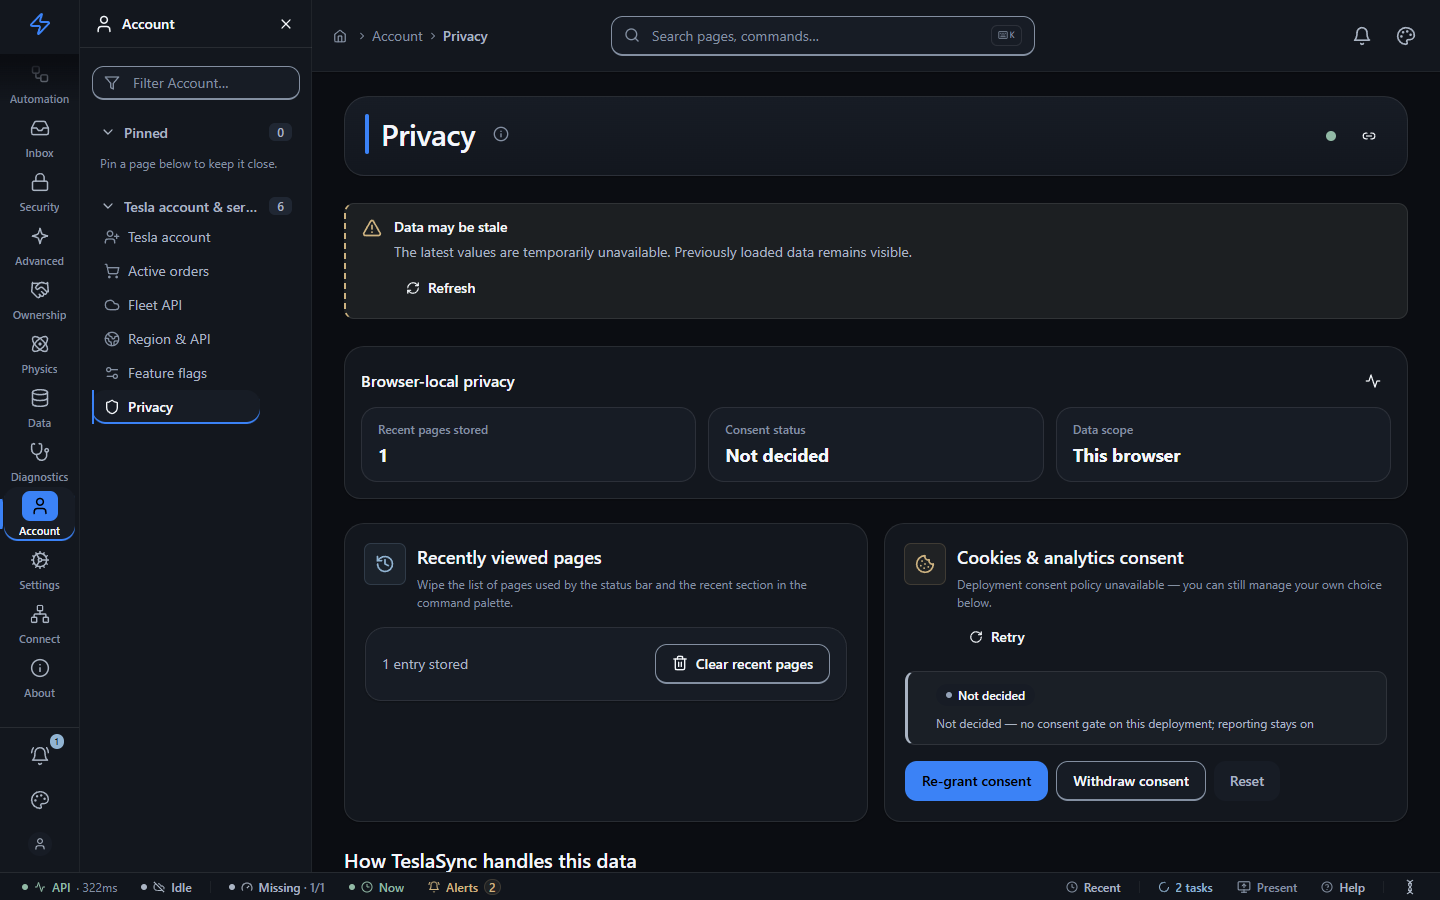 Account
Account
Privacy
Search pages, commands...
K
Automation
Inbox
Security
Advanced
Ownership
Physics
Data
Diagnostics
Account
Settings
Connect
About
1
Filter Account...
Pinned
0
Pin a page below to keep it close.
Tesla account & ser...
6
Tesla account
Active orders
Fleet API
Region & API
Feature flags
Privacy
Privacy
Data may be stale
The latest values are temporarily unavailable. Previously loaded data remains visible.
Refresh
Browser-local privacy
Recent pages stored
1
Consent status
Not decided
Data scope
This browser
Recently viewed pages
Wipe the list of pages used by the status bar and the recent section in the
command palette.
1 entry stored
Clear recent pages
Cookies & analytics consent
Deployment consent policy unavailable — you can still manage your own choice
below.
Retry
Not decided
Not decided — no consent gate on this deployment; reporting stays on
Re-grant consent
Withdraw consent
Reset
How TeslaSync handles this data
API · 322ms
Idle
Missing · 1/1
Now
Alerts 2
Recent
2 tasks
Present
Help